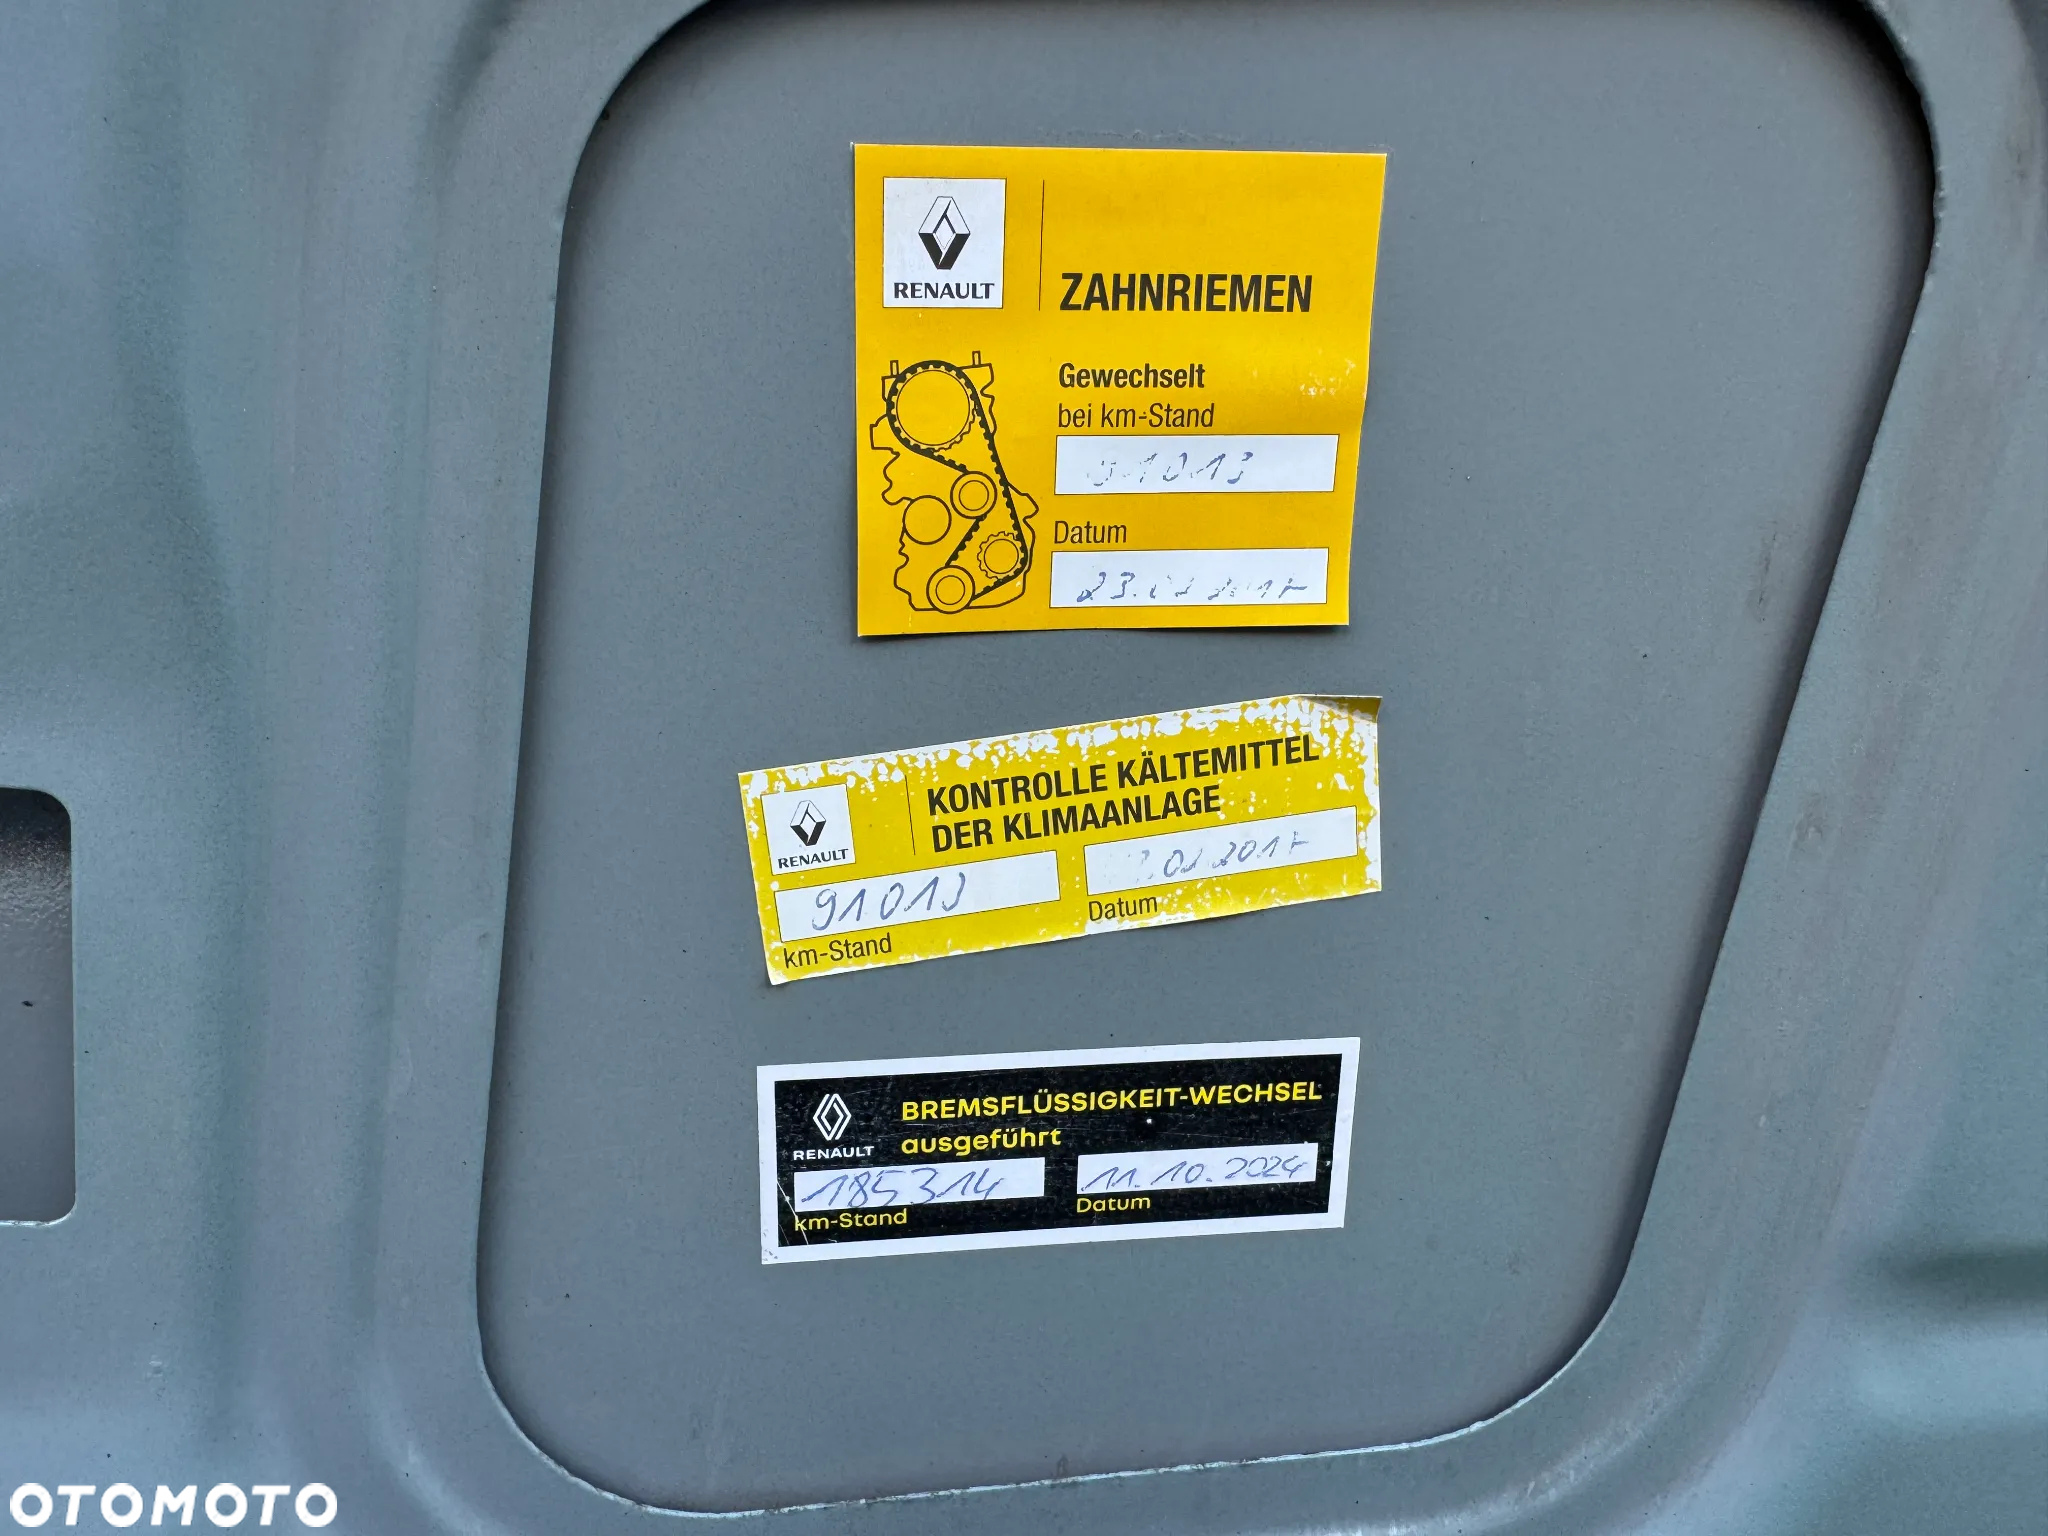 RENAULT
ZAHNRIEMEN
Gewechselt
bei km-Stand
91013
Datum
RENAULT
KONTROLLE KÄLTEMITTEL
DER KLIMAANLAGE
91013
km-Stand
Datum
RENAULT
BREMSFLÜSSIGKEIT-WECHSEL
ausgeführt
185314
11.10.2024
km-Stand
Datum
OTOMOTO